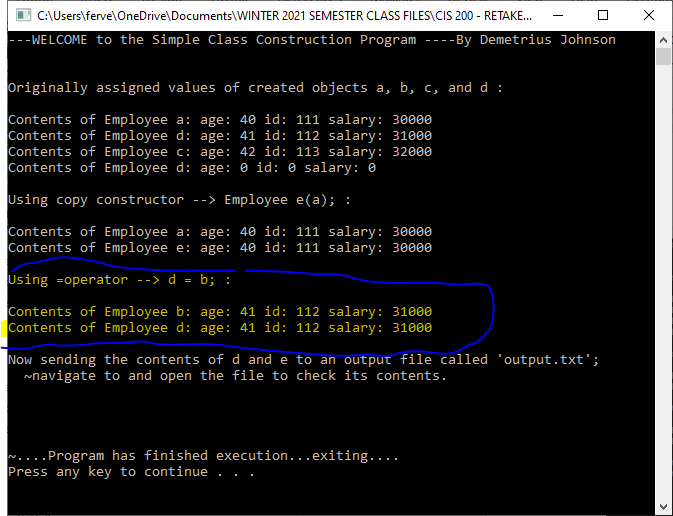 C:\Users\ferve\OneDrive\Documents\WINTER 2021 SEMESTER CLASS FILES\CIS 200 - RETAKE...
---WELCOME to the Simple Class Construction Program ----By Demetrius Johnson
Originally assigned values of created objects a, b, c, and d :
Contents of Employee a: age: 40 id: 111 salary: 30000
Contents of Employee d: age: 41 id: 112 salary: 31000
Contents of Employee c: age: 42 id: 113 salary: 32000
Contents of Employee d: age: 0 id: 0 salary: 0
Using copy constructor --> Employee e(a); :
Contents of Employee a: age: 40 id: 111 salary: 30000
Contents of Employee e: age: 40 id: 111 salary: 30000
Using =operator --> d = b; :
Contents of Employee b: age: 41 id: 112 salary: 31000
Contents of Employee d: age: 41 id: 112 salary: 31000
Now sending the contents of d and e to an output file called 'output.txt';
~navigate to and open the file to check its contents.
~....Program has finished execution...exiting....
Press any key to continue . . .